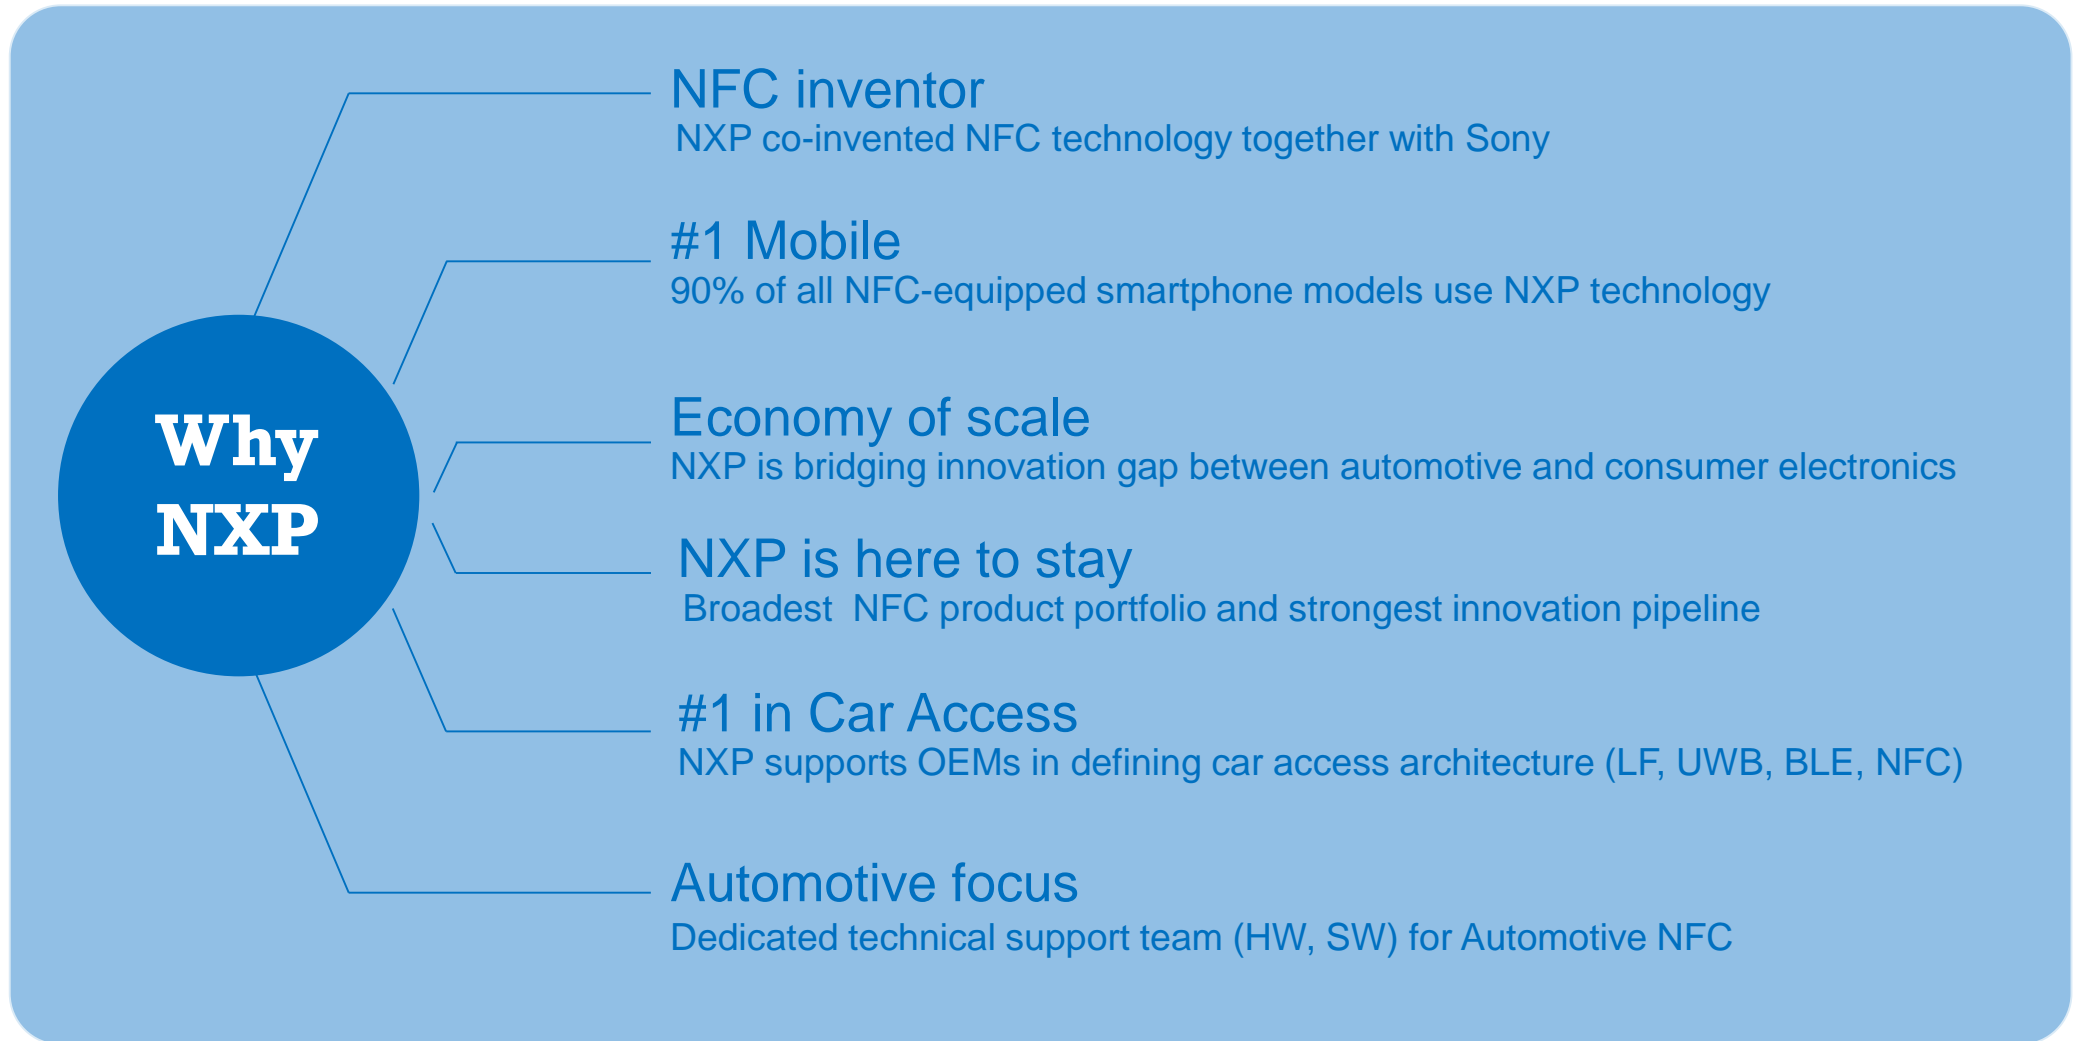 NFC inventor
NXP co-invented NFC technology together with Sony
#1 Mobile
90% of all NFC-equipped smartphone models use NXP technology
Why
NXP
Economy of scale
NXP is bridging innovation gap between automotive and consumer electronics
NXP is here to stay
Broadest  NFC product portfolio and strongest innovation pipeline
#1 in Car Access
NXP supports OEMs in defining car access architecture (LF, UWB, BLE, NFC)
Automotive focus
Dedicated technical support team (HW, SW) for Automotive NFC